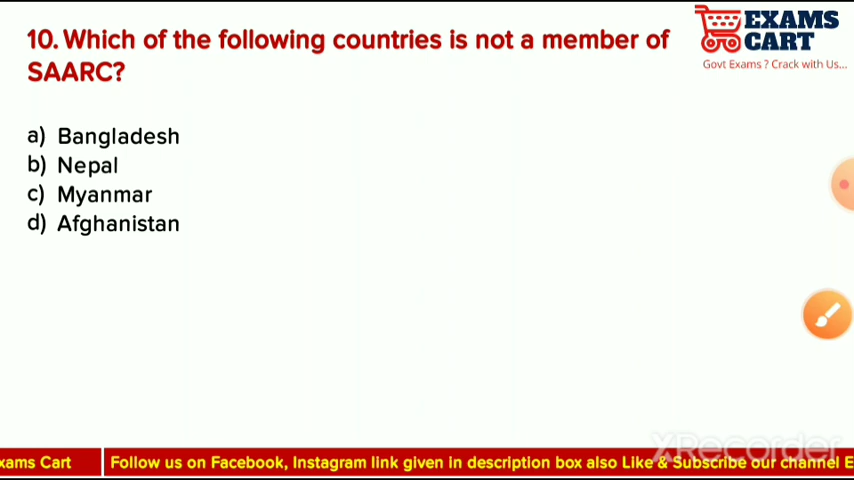 10. Which of the following countries is not a member of
SAARC?
EXAMS
CART
Govt Exams ? Crack with Us...
a) Bangladesh
b) Nepal
c) Myanmar
d) Afghanistan
XRecorder
xams Cart
Follow us on Facebook, Instagram link given in description box also Like & Subscribe our channel E